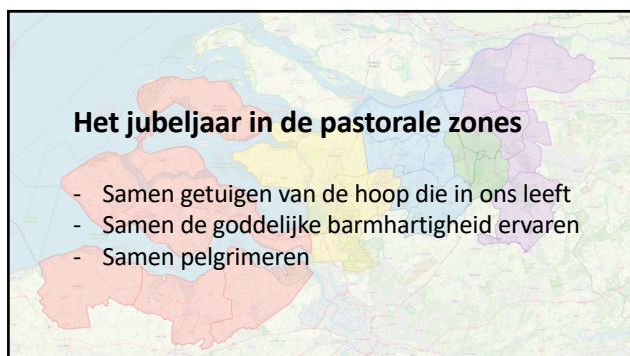 Het jubeljaar in de pastorale zones
- Samen getuigen van de hoop die in ons leeft
- Samen de goddelijke barmhartigheid ervaren
- Samen pelgrimeren